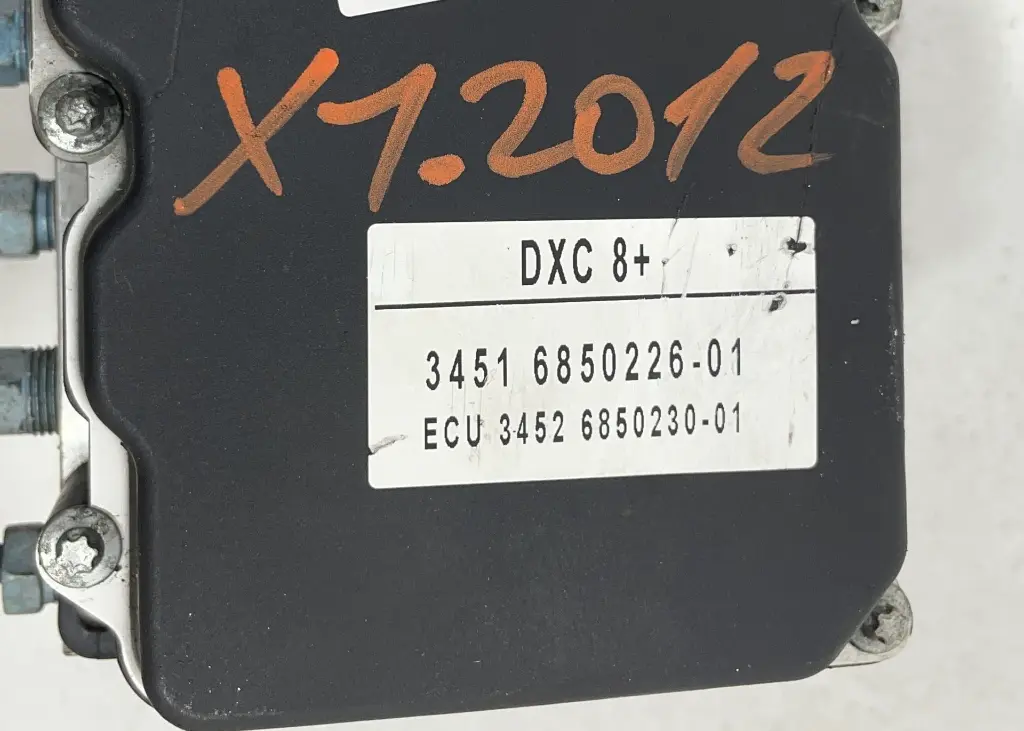 X1.2012
DXC 8+
3451 6850226-01
ECU 3452 6850230-01